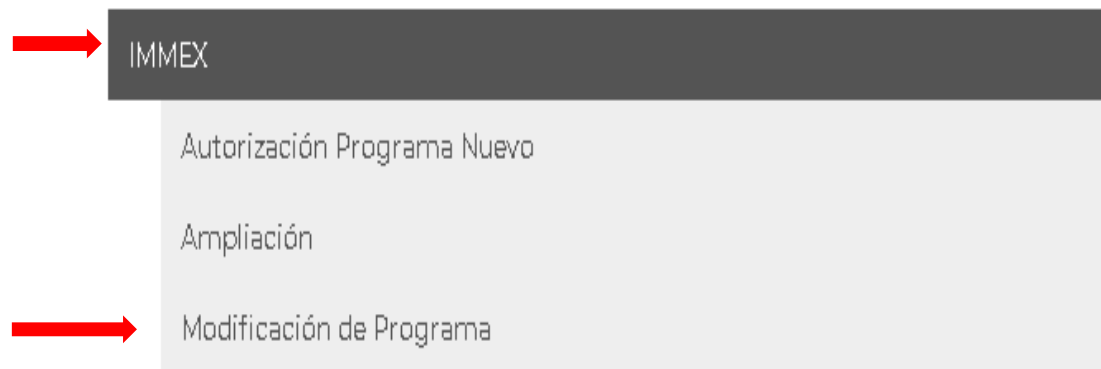 IMMEX
Autorización Programa Nuevo
Ampliación
Modificación de Programa